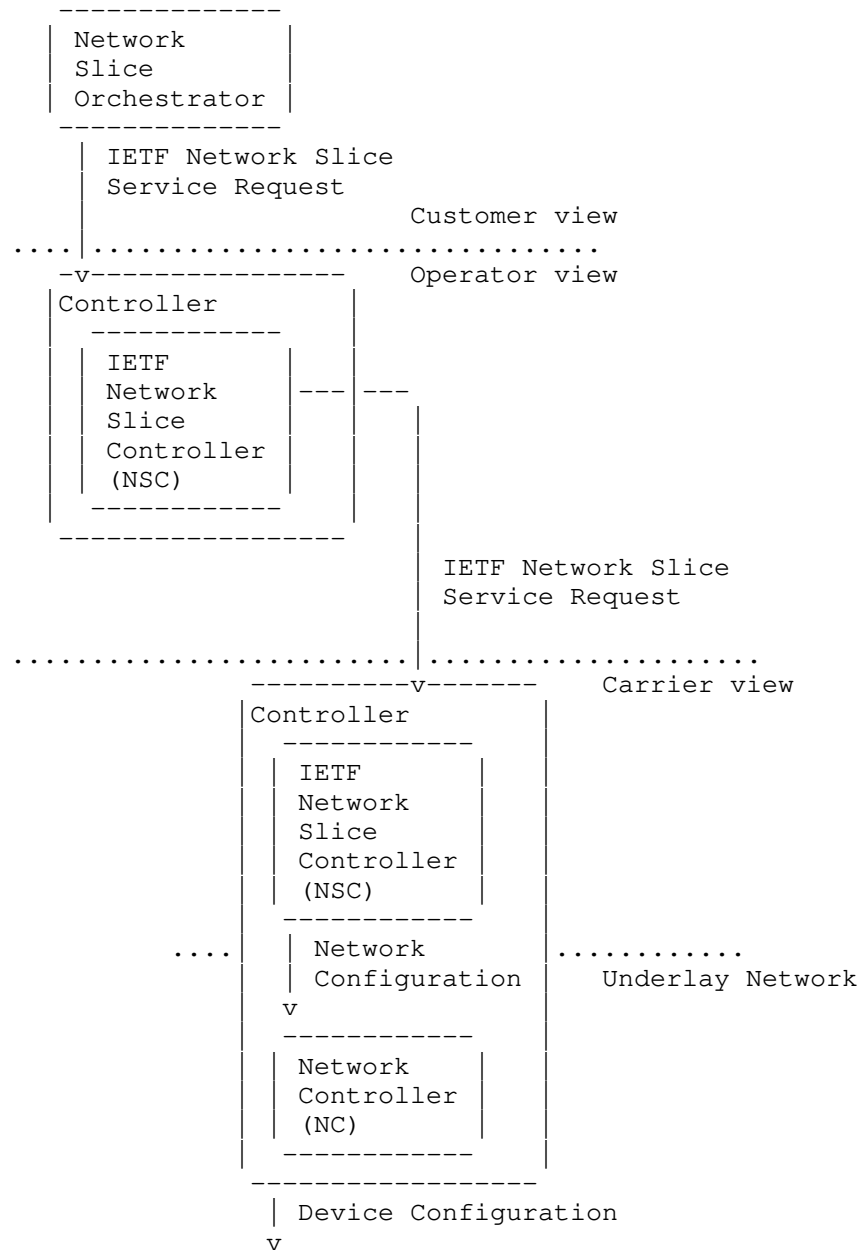 Network
Slice
Orchestrator
IETF Network Slice
Service Request
Customer view
Operator view
Controller
IETF
Network
Slice
Controller
(NSC)
IETF Network Slice
Service Request
Carrier view
Controller
IETF
Network
Slice
Controller
(NSC)
Network
Configuration
Underlay Network
Network
Controller
(NC)
Device Configuration